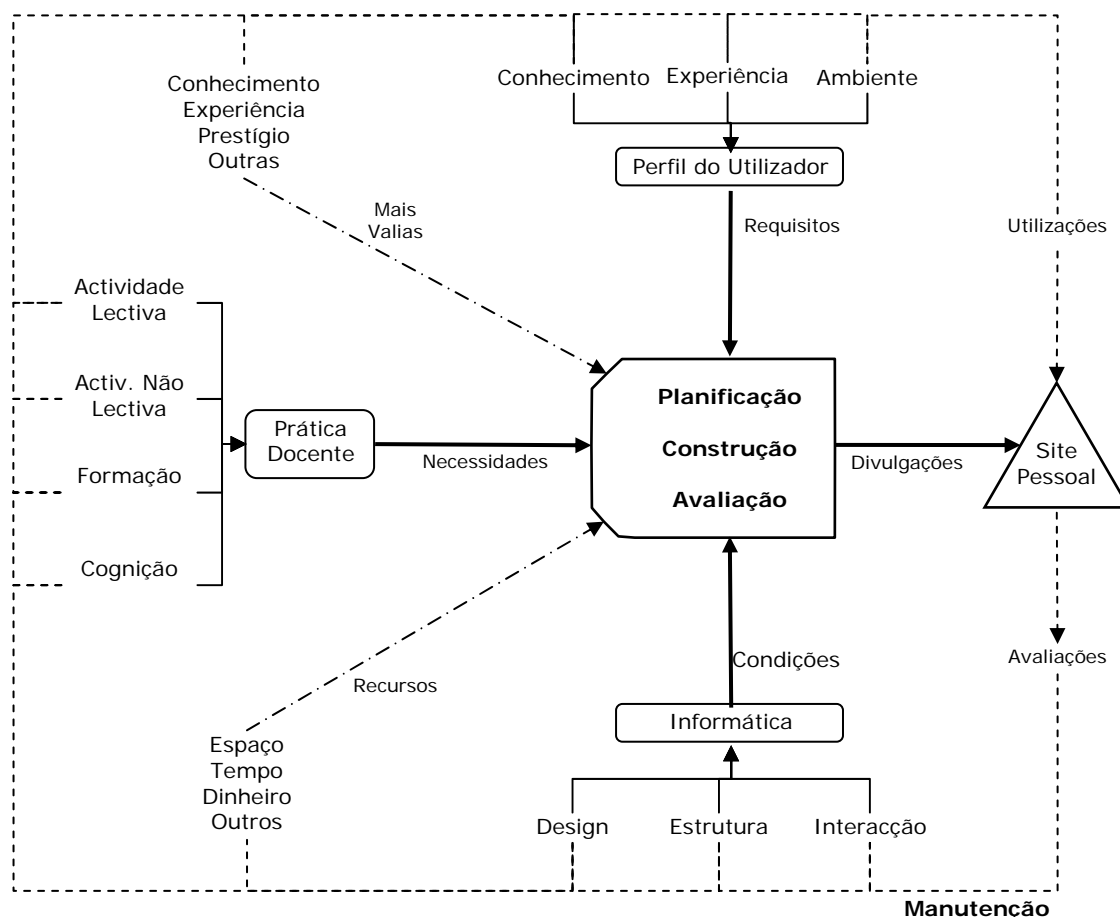 Conhecimento
Experiência
Prestígio
Outras
Conhecimento
Experiência
Ambiente
Perfil do Utilizador
Mais
Valias
Requisitos
Utilizações
Actividade
Lectiva
Activ. Não
Lectiva
Formação
Cognição
Prática
Docente
Necessidades
Planificação
Construção
Avaliação
Divulgações
Site
Pessoal
Recursos
Condições
Avaliações
Informática
Espaço
Tempo
Dinheiro
Outros
Design
Estrutura
Interacção
Manutenção